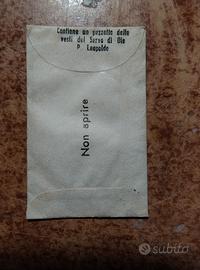 Contiene un pezzetto delle
vesti del Servo di Dio
P. Leopoldo
Non aprire
subito